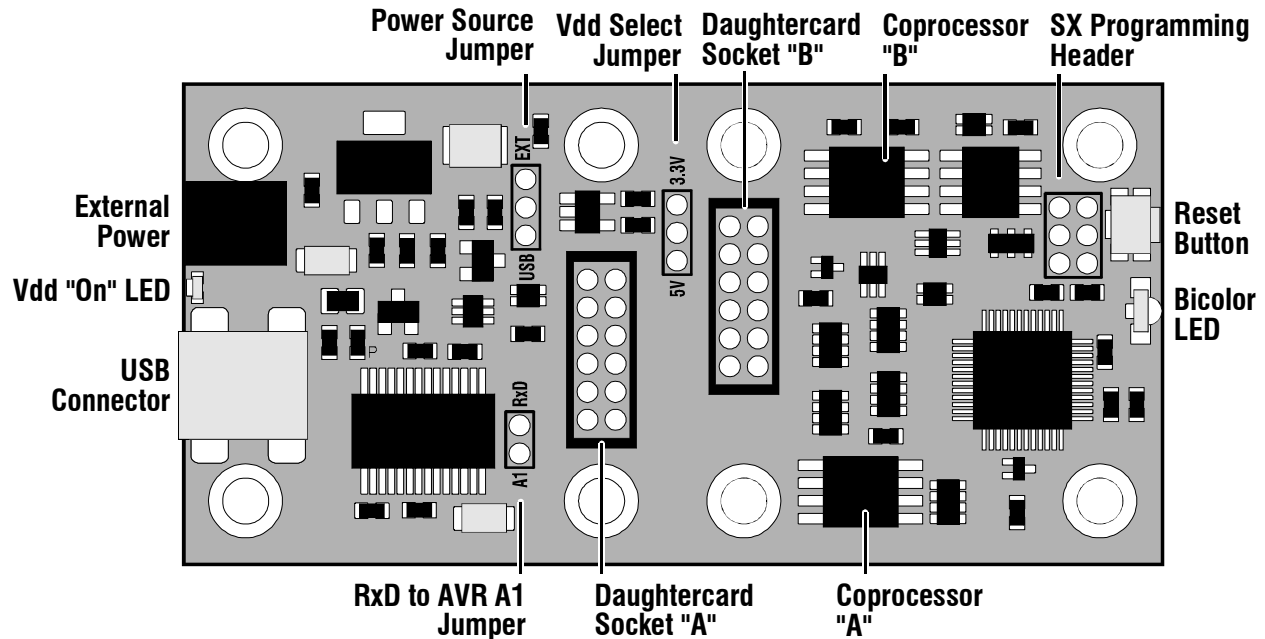 Power Source
Jumper
Vdd Select
Jumper
Daughtercard
Socket "B"
Coprocessor
"B"
SX Programming
Header
EXT
USB
3.3V
5V
External
Power
Vdd "On" LED
USB
Connector
Reset
Button
Bicolor
LED
P
RxD
A1
RxD to AVR A1
Jumper
Daughtercard
Socket "A"
Coprocessor
"A"